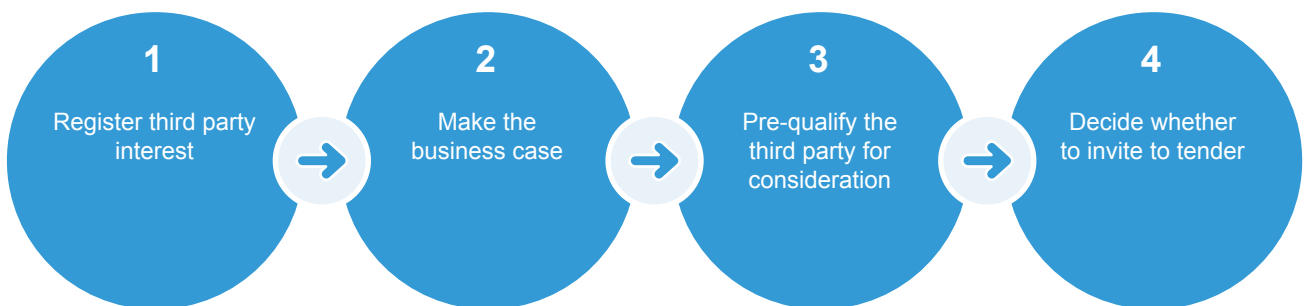 1
Register third party
interest
2
Make the
business case
3
Pre-qualify the
third party for
consideration
4
Decide whether
to invite to tender